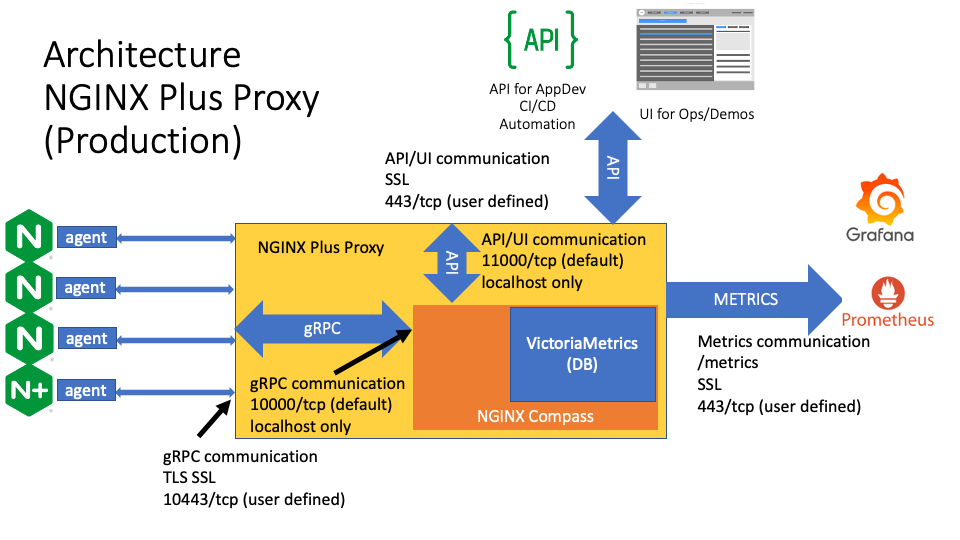 Architecture
NGINX Plus Proxy
(Production)
{API}
API for AppDev
CI/CD
Automation
UI for Ops/Demos
API
API/UI communication
SSL
443/tcp (user defined)
N
agent
N
agent
N
agent
N+
agent
NGINX Plus Proxy
API
API/UI communication
11000/tcp (default)
localhost only
gRPC
gRPC communication
10000/tcp (default)
localhost only
VictoriaMetrics
(DB)
NGINX Compass
METRICS
Grafana
Prometheus
Metrics communication
/metrics
SSL
443/tcp (user defined)
gRPC communication
TLS SSL
10443/tcp (user defined)